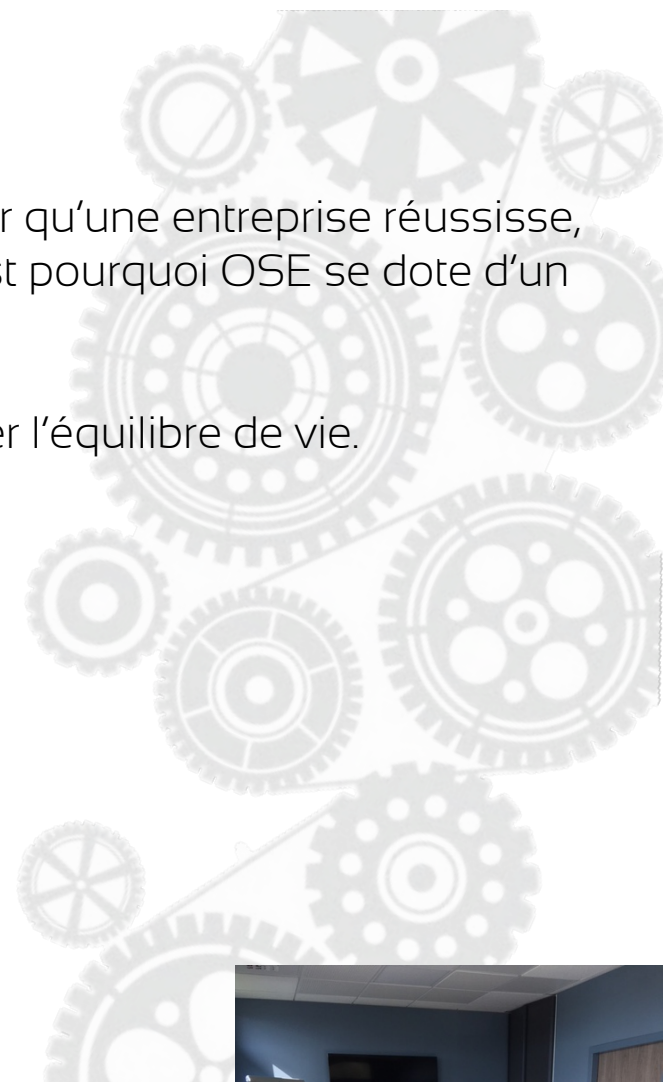 r qu’une entreprise réussisse,
st pourquoi OSE se dote d’un
er l’équilibre de vie.